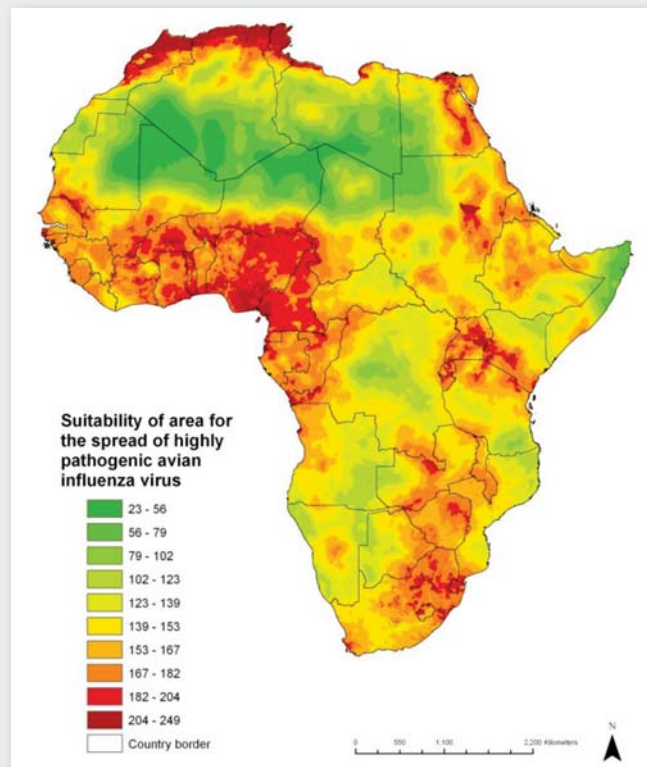 Suitability of area for
the spread of highly
pathogenic avian
influenza virus
23 - 56
56 - 79
79 - 102
102 - 123
123 - 139
139 - 153
153 - 167
167 - 182
182 - 204
204 - 249
Country border
0 550 1,100 2,200 Kilometers
N